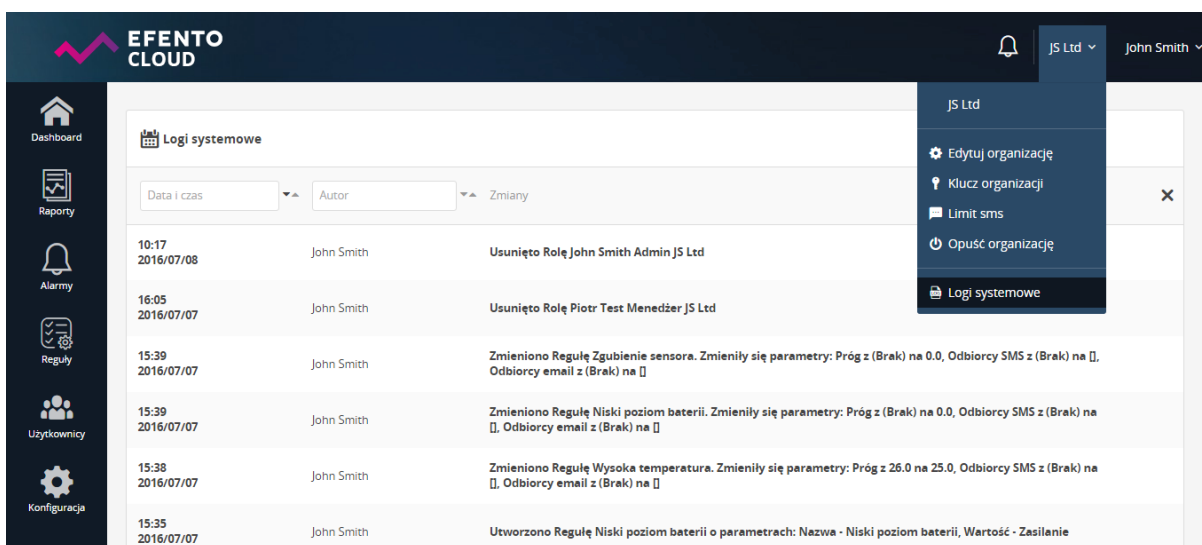 EFENTO
CLOUD
JS Ltd
John Smith
JS Ltd
Edytuj organizację
Klucz organizacji
Limit sms
Opuść organizację
Logi systemowe
Dashboard
Raporty
Alarmy
Reguły
Użytkownicy
Konfiguracja
Logi systemowe
Data i czas
Autor
Zmiany
10:17
2016/07/08
John Smith
Usunięto Rolę John Smith Admin JS Ltd
16:05
2016/07/07
John Smith
Usunięto Rolę Piotr Test Menedżer JS Ltd
15:39
2016/07/07
John Smith
Zmieniono Regułę Zgubienie sensora. Zmieniły się parametry: Próg z (Brak) na 0.0, Odbiorcy SMS z (Brak) na [],
Odbiorcy email z (Brak) na []
15:39
2016/07/07
John Smith
Zmieniono Regułę Niski poziom baterii. Zmieniły się parametry: Próg z (Brak) na 0.0, Odbiorcy SMS z (Brak) na
[], Odbiorcy email z (Brak) na []
15:38
2016/07/07
John Smith
Zmieniono Regułę Wysoka temperatura. Zmieniły się parametry: Próg z 26.0 na 25.0, Odbiorcy SMS z (Brak) na
[], Odbiorcy email z (Brak) na []
15:35
2016/07/07
John Smith
Utworzono Regułę Niski poziom baterii o parametrach: Nazwa - Niski poziom baterii, Wartość - Zasilanie